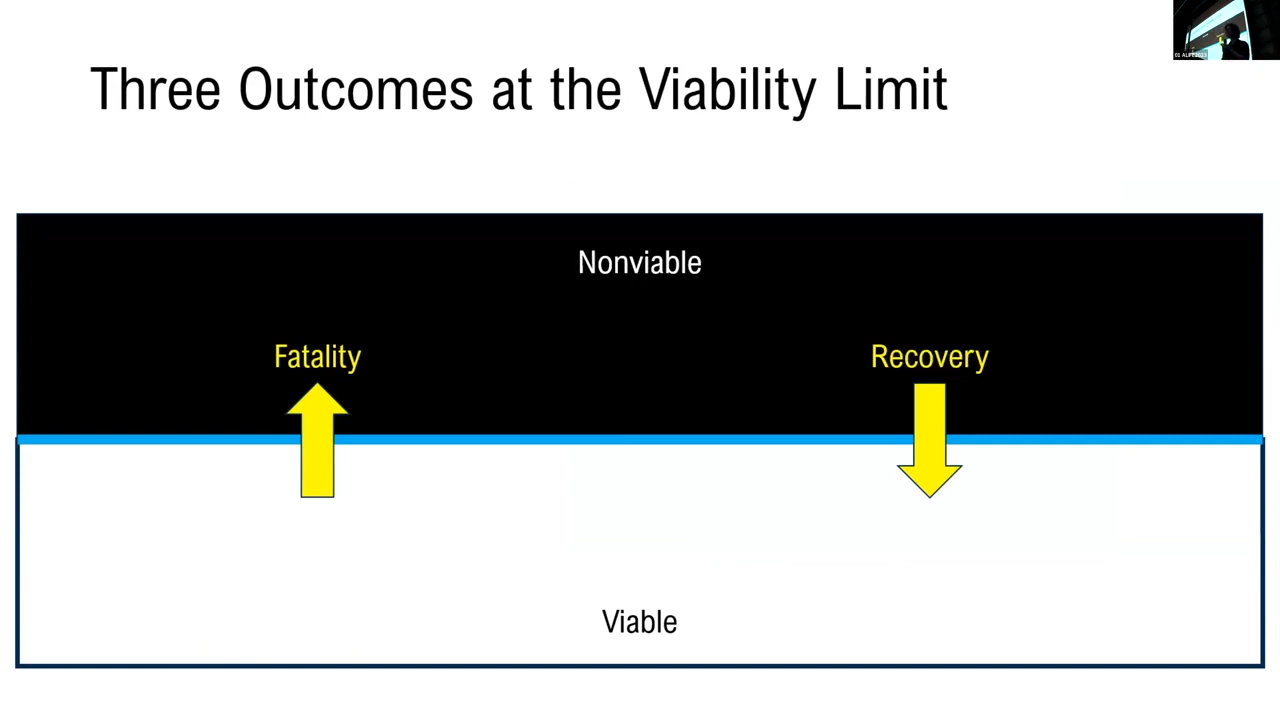 Three Outcomes at the Viability Limit
Nonviable
Fatality
Recovery
Viable